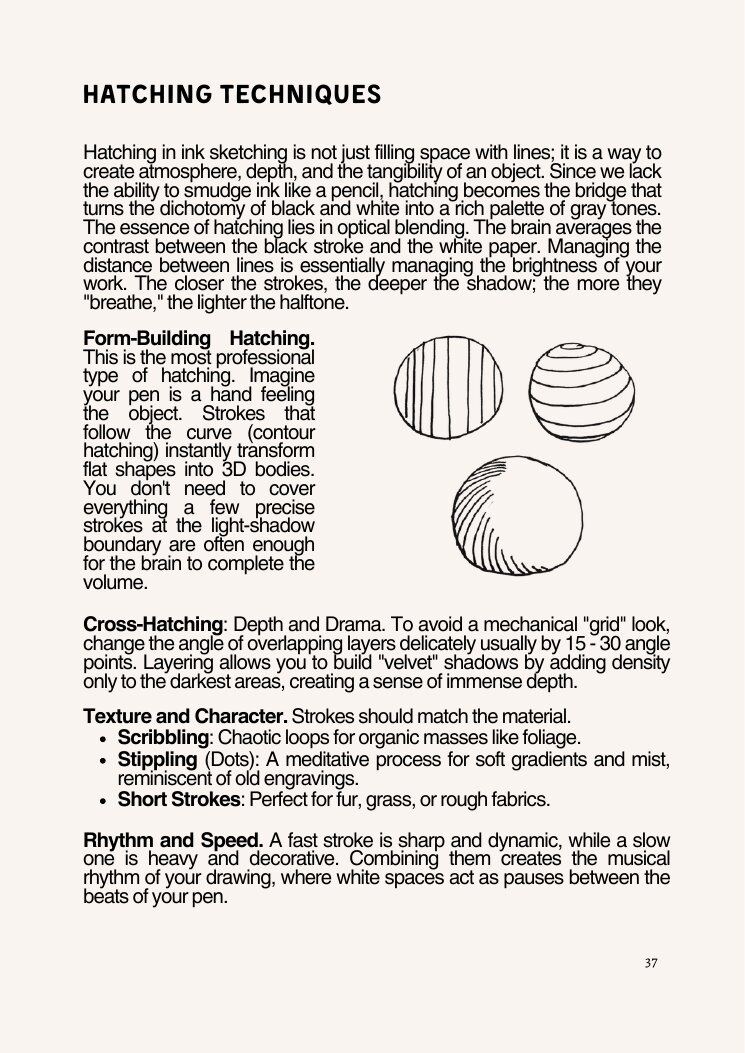 HATCHING TECHNIQUES
Hatching in ink sketching is not just filling space with lines; it is a way to
create atmosphere, depth, and the tangibility of an object. Since we lack
the ability to smudge ink like a pencil, hatching becomes the bridge that
turns the dichotomy of black and white into a rich palette of gray tones.
The essence of hatching lies in optical blending. The brain averages the
contrast between the black stroke and the white paper. Managing the
distance between lines is essentially managing the brightness of your
work. The closer the strokes, the deeper the shadow; the more they
"breathe," the lighter the halftone.
Form-Building Hatching.
This is the most professional
type of hatching. Imagine
your pen is a hand feeling
the object. Strokes that
follow the curve (contour
hatching) instantly transform
flat shapes into 3D bodies.
You don't need to cover
everything a few precise
strokes at the light-shadow
boundary are often enough
for the brain to complete the
volume.
Cross-Hatching: Depth and Drama. To avoid a mechanical "grid" look,
change the angle of overlapping layers delicately usually by 15 - 30 angle
points. Layering allows you to build "velvet" shadows by adding density
only to the darkest areas, creating a sense of immense depth.
Texture and Character. Strokes should match the material.
• Scribbling: Chaotic loops for organic masses like foliage.
• Stippling (Dots): A meditative process for soft gradients and mist,
reminiscent of old engravings.
• Short Strokes: Perfect for fur, grass, or rough fabrics.
Rhythm and Speed. A fast stroke is sharp and dynamic, while a slow
one is heavy and decorative. Combining them creates the musical
rhythm of your drawing, where white spaces act as pauses between the
beats of your pen.
37